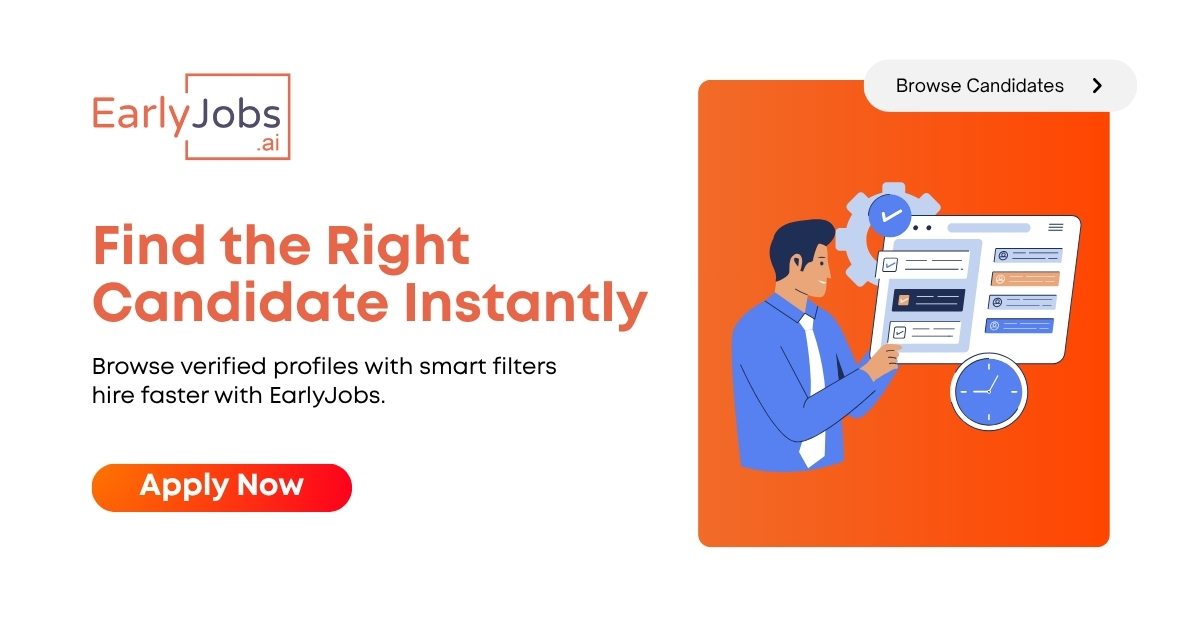 EarlyJobs
.ai
Browse Candidates
Find the Right
Candidate Instantly
Browse verified profiles with smart filters
hire faster with EarlyJobs.
Apply Now